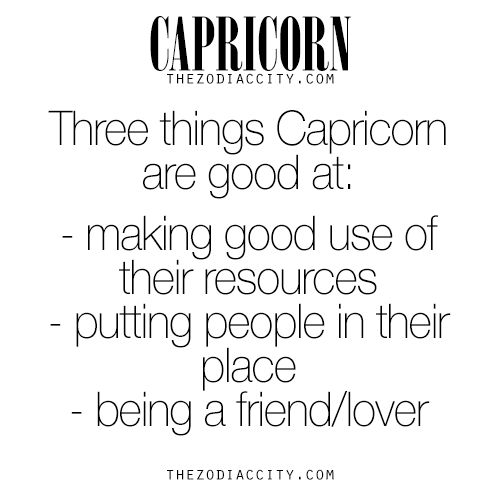 CAPRICORN
THEZODIACCITY.COM
Three things Capricorn
are good at:
- making good use of
their resources
- putting people in their
place
- being a friend/lover
THEZODIACCITY.COM